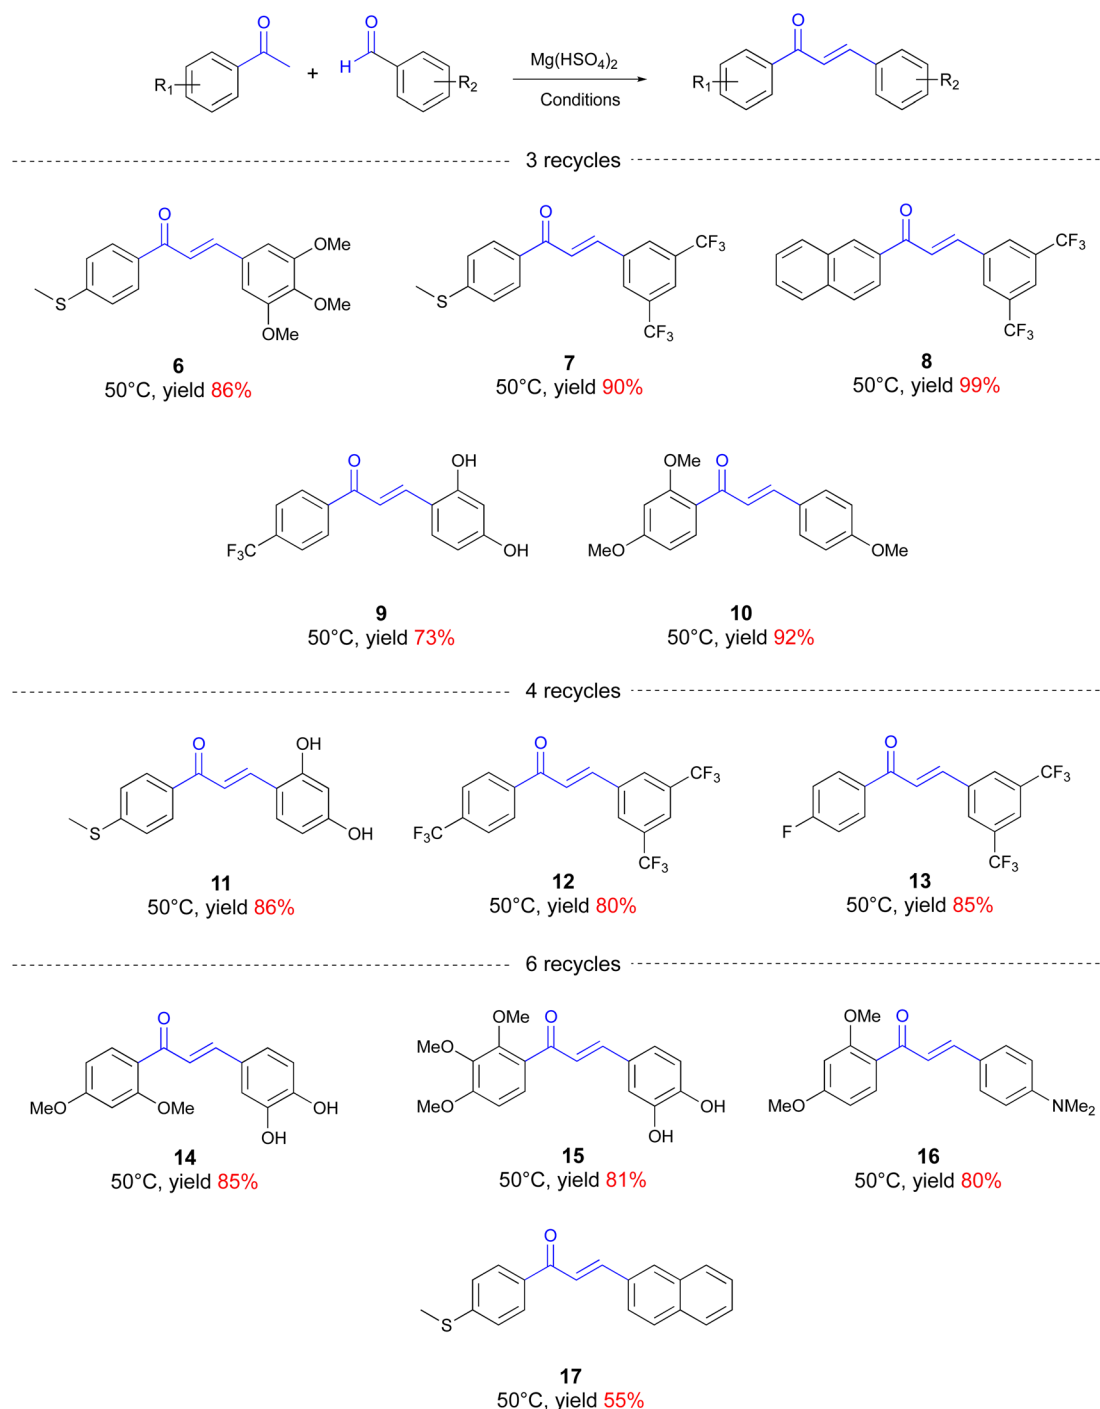 O
O
H
R1
+
R2
Mg(HSO4)2
Conditions
O
R1
R2
3 recycles
O
S
OMe
OMe
OMe
6
50°C, yield 86%
O
S
CF3
CF3
7
50°C, yield 90%
O
CF3
CF3
8
50°C, yield 99%
O
OH
F3C
OH
9
50°C, yield 73%
OMe
O
MeO
OMe
10
50°C, yield 92%
4 recycles
O
OH
S
OH
11
50°C, yield 86%
O
CF3
F3C
CF3
12
50°C, yield 80%
O
CF3
F
CF3
13
50°C, yield 85%
6 recycles
O
MeO
OMe
OH
OH
14
50°C, yield 85%
OMe
O
MeO
MeO
OH
OH
15
50°C, yield 81%
OMe
O
MeO
NMe2
16
50°C, yield 80%
O
S
17
50°C, yield 55%